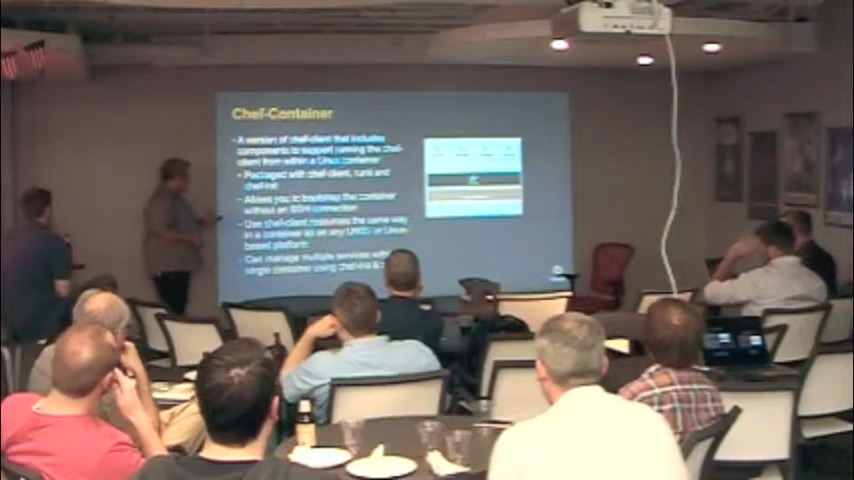 Chef-Container
- A version of chef-client that includes
components to support running the chef-
client from within a Linux container
- Packaged with chef-client, runit and
chef-init
- Allows you to bootstrap the container
without an SSH connection
- Use chef-client resources the same way
in a container as on any UNIX or Linux-
based platform
- Can manage multiple services with
single container using chef-init &